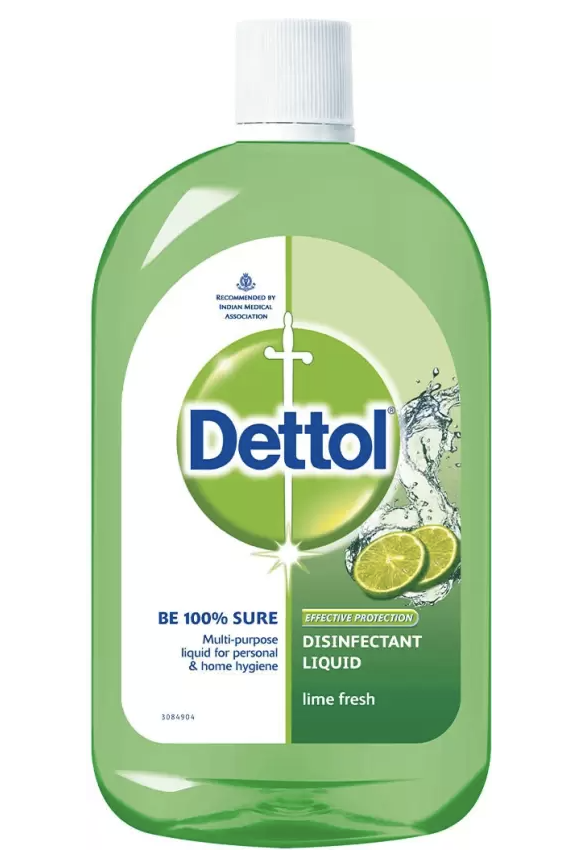 RECOMMENDED BY
INDIAN MEDICAL
ASSOCIATION
Dettol®
BE 100% SURE
Multi-purpose
liquid for personal
& home hygiene
3084904
EFFECTIVE PROTECTION
DISINFECTANT
LIQUID
lime fresh